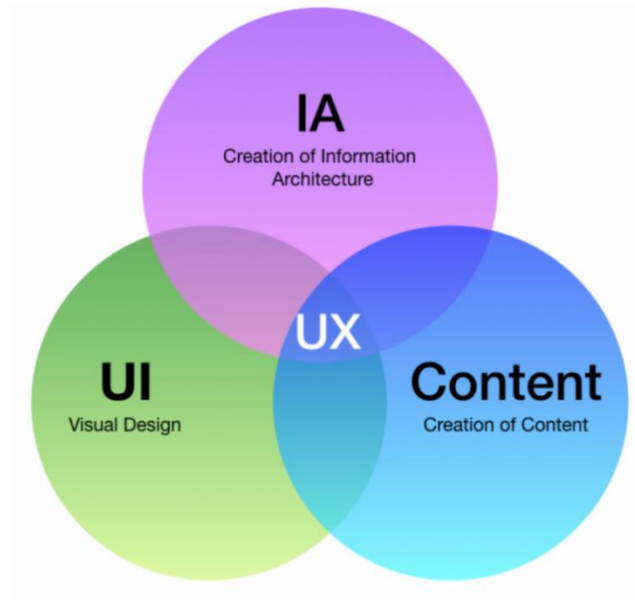 IA
Creation of Information
Architecture
UX
UI
Visual Design
Content
Creation of Content